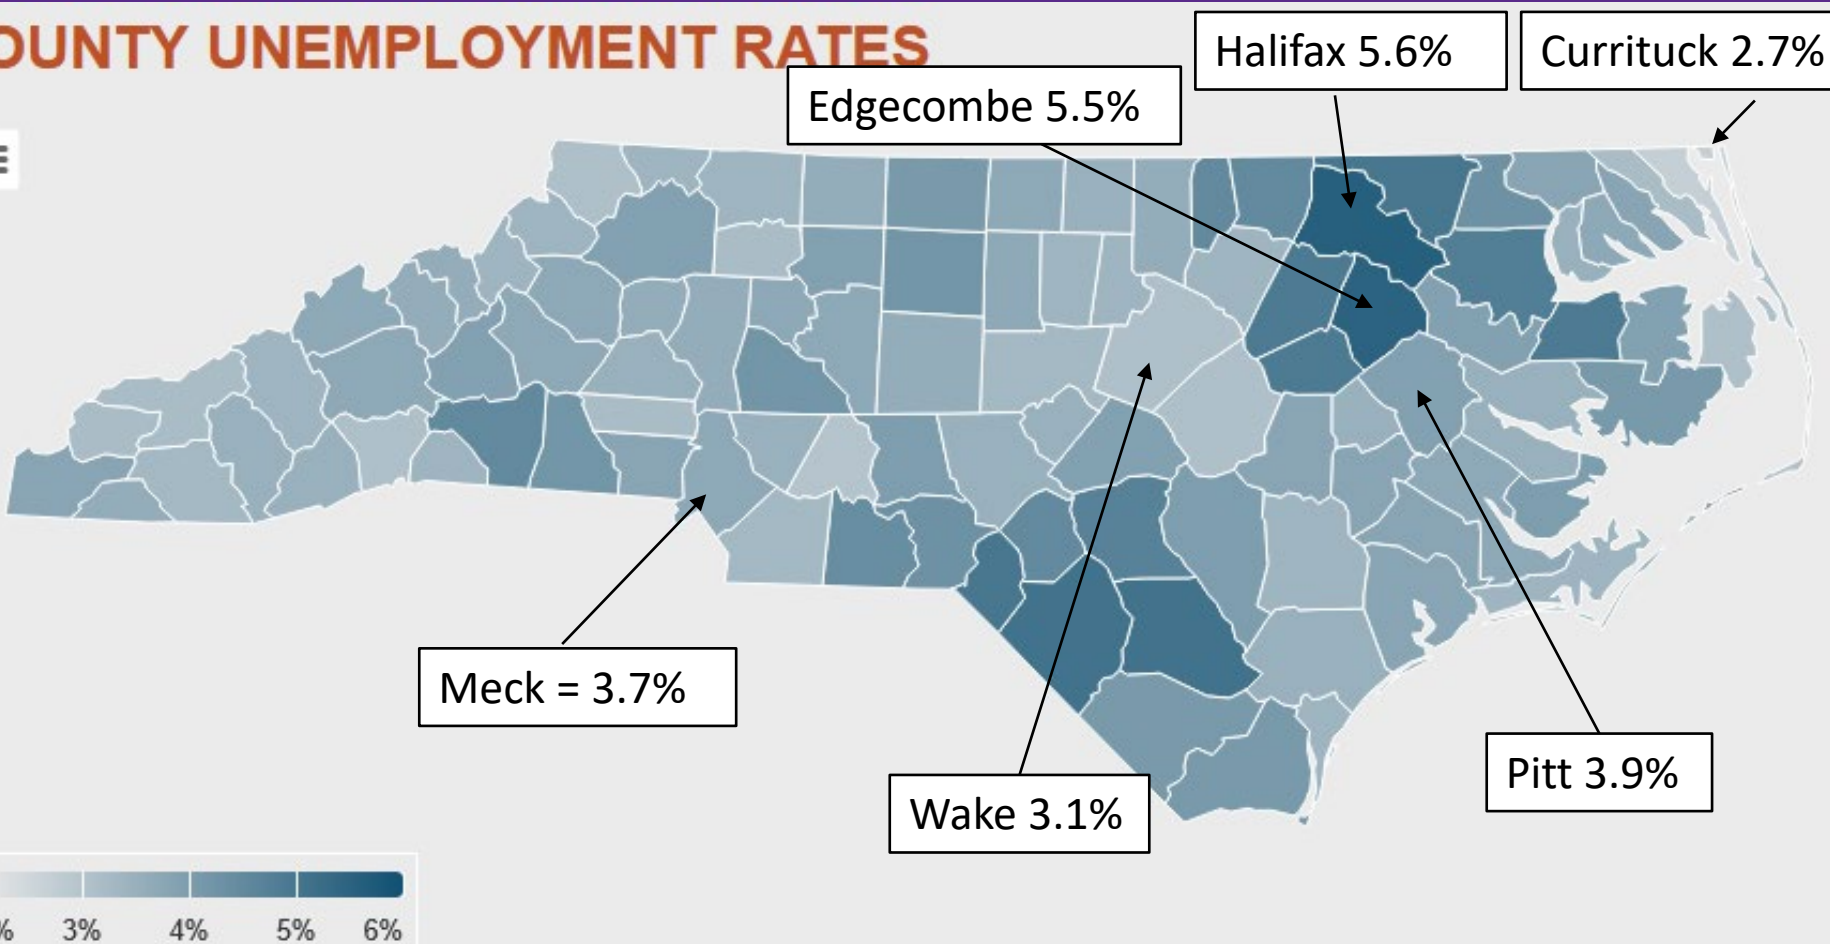 OUNTY UNEMPLOYMENT RATES
Halifax 5.6%
Currituck 2.7%
Edgecombe 5.5%
Meck = 3.7%
Wake 3.1%
Pitt 3.9%
% 3% 4% 5% 6%